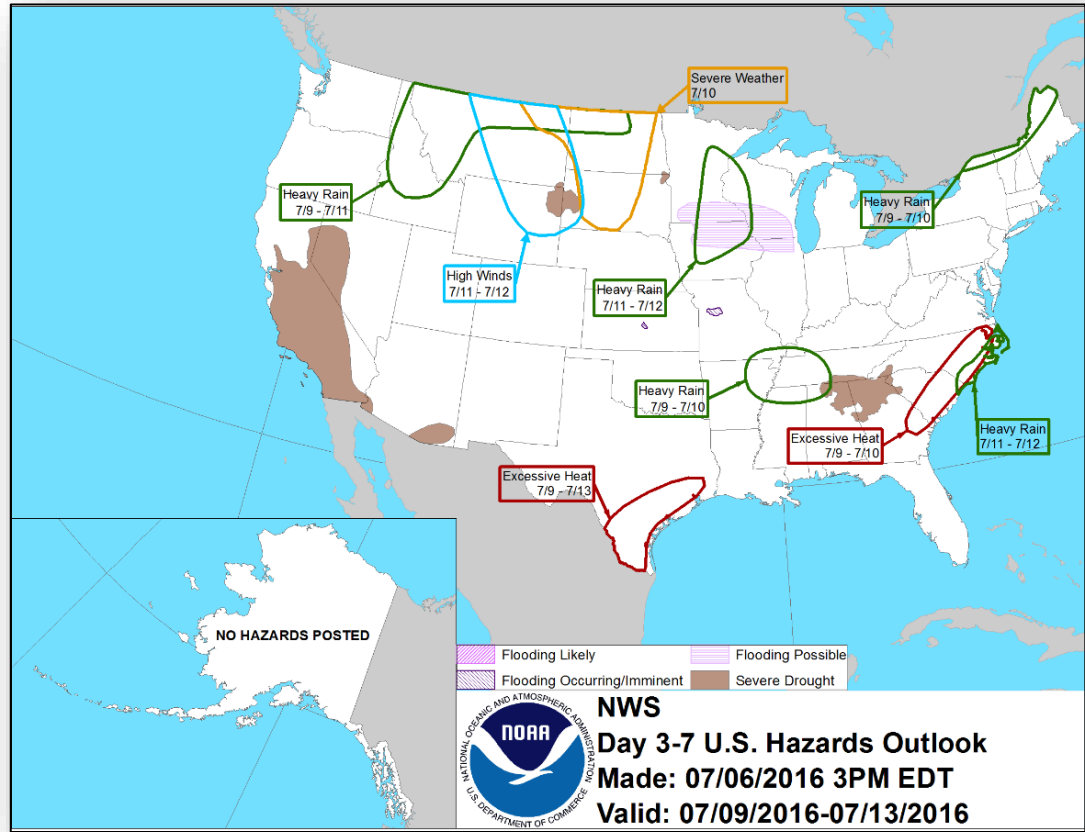 Severe Weather
7/10
Heavy Rain
7/9 - 7/11
Heavy Rain
7/9 - 7/10
High Winds
7/11 - 7/12
Heavy Rain
7/11 - 7/12
Heavy Rain
7/9 - 7/10
Excessive Heat
7/9 - 7/10
Heavy Rain
7/11 - 7/12
Excessive Heat
7/9 - 7/13
NO HAZARDS POSTED
Flooding Likely
Flooding Possible
Flooding Occurring/Imminent
Severe Drought
NATIONAL OCEANIC AND ATMOSPHERIC ADMINISTRATION
NOAA
U.S. DEPARTMENT OF COMMERCE
NWS
Day 3-7 U.S. Hazards Outlook
Made: 07/06/2016 3PM EDT
Valid: 07/09/2016-07/13/2016